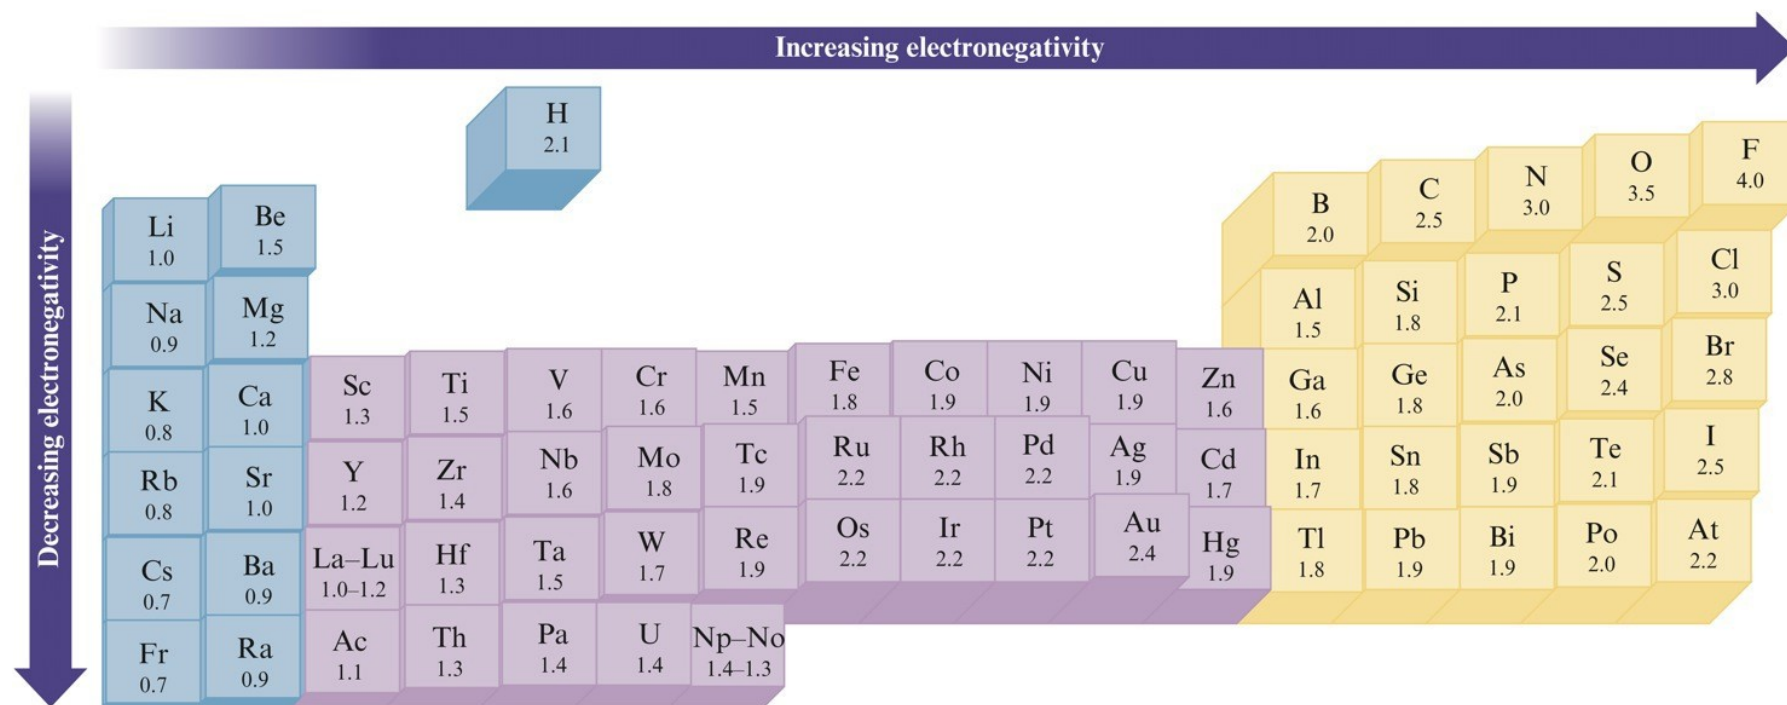 Increasing electronegativity
Decreasing electronegativity
H
2.1
Li
1.0
Be
1.5
B
2.0
C
2.5
N
3.0
O
3.5
F
4.0
Na
0.9
Mg
1.2
Al
1.5
Si
1.8
P
2.1
S
2.5
Cl
3.0
K
0.8
Ca
1.0
Sc
1.3
Ti
1.5
V
1.6
Cr
1.6
Mn
1.5
Fe
1.8
Co
1.9
Ni
1.9
Cu
1.9
Zn
1.6
Ga
1.6
Ge
1.8
As
2.0
Se
2.4
Br
2.8
Rb
0.8
Sr
1.0
Y
1.2
Zr
1.4
Nb
1.6
Mo
1.8
Tc
1.9
Ru
2.2
Rh
2.2
Pd
2.2
Ag
1.9
Cd
1.7
In
1.7
Sn
1.8
Sb
1.9
Te
2.1
I
2.5
Cs
0.7
Ba
0.9
La–Lu
1.0–1.2
Hf
1.3
Ta
1.5
W
1.7
Re
1.9
Os
2.2
Ir
2.2
Pt
2.2
Au
2.4
Hg
1.9
Tl
1.8
Pb
1.9
Bi
1.9
Po
2.0
At
2.2
Fr
0.7
Ra
0.9
Ac
1.1
Th
1.3
Pa
1.4
U
1.4
Np–No
1.4–1.3